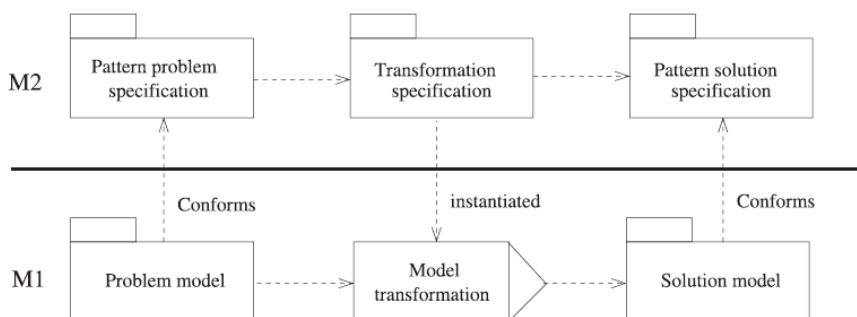 M2
Pattern problem
specification
Transformation
specification
Pattern solution
specification
Conforms
instantiated
Conforms
M1
Problem model
Model
transformation
Solution model